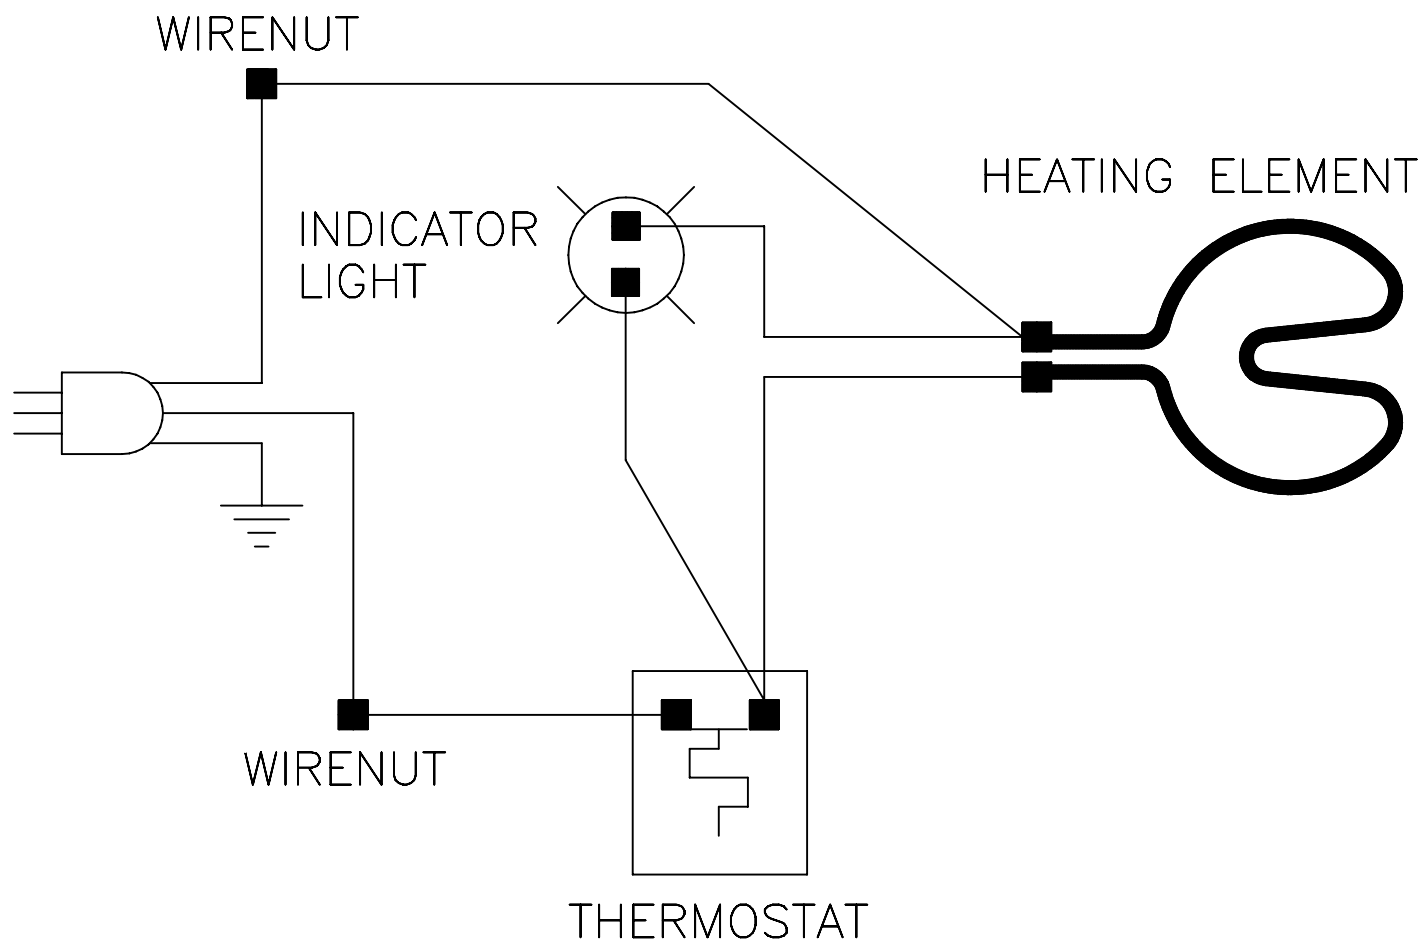 WIRENUT
HEATING ELEMENT
INDICATOR
LIGHT
WIRENUT
THERMOSTAT